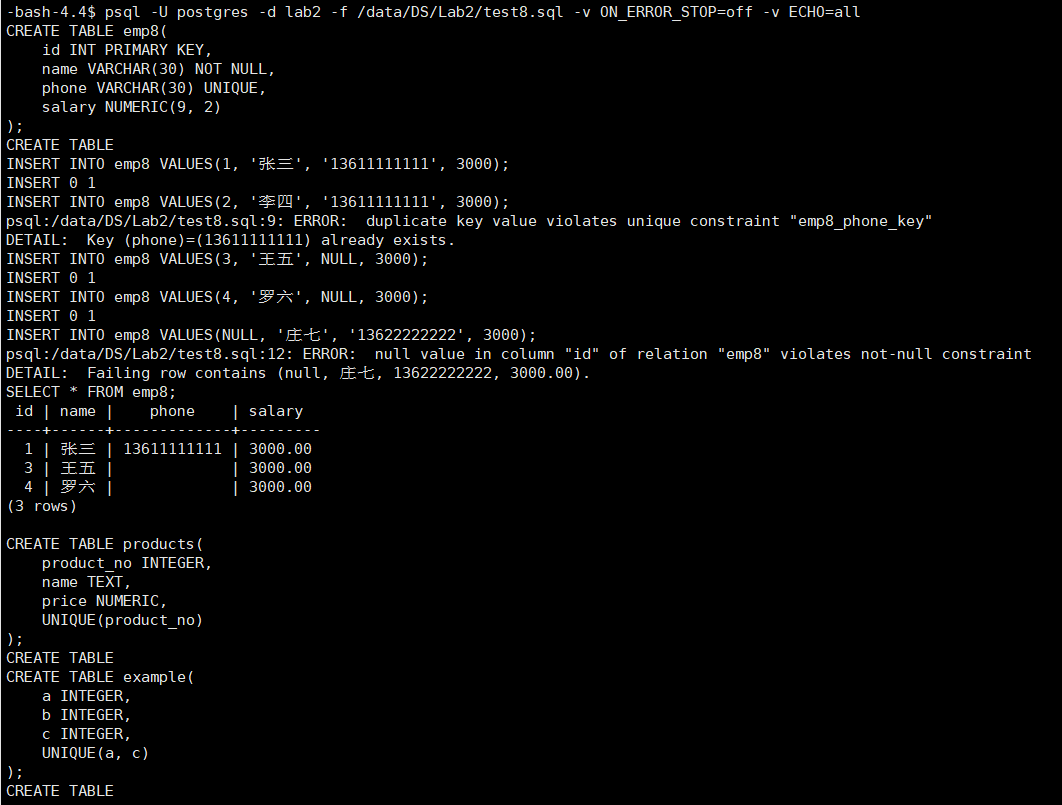 -bash-4.4$ psql -U postgres -d lab2 -f /data/DS/Lab2/test8.sql -v ON_ERROR_STOP=off -v ECHO=all
CREATE TABLE emp8(
    id INT PRIMARY KEY,
    name VARCHAR(30) NOT NULL,
    phone VARCHAR(30) UNIQUE,
    salary NUMERIC(9, 2)
);
CREATE TABLE
INSERT INTO emp8 VALUES(1, '张三', '13611111111', 3000);
INSERT 0 1
INSERT INTO emp8 VALUES(2, '李四', '13611111111', 3000);
psql:/data/DS/Lab2/test8.sql:9: ERROR:  duplicate key value violates unique constraint "emp8_phone_key"
DETAIL:  Key (phone)=(13611111111) already exists.
INSERT INTO emp8 VALUES(3, '王五', NULL, 3000);
INSERT 0 1
INSERT INTO emp8 VALUES(4, '罗六', NULL, 3000);
INSERT 0 1
INSERT INTO emp8 VALUES(NULL, '庄七', '13622222222', 3000);
psql:/data/DS/Lab2/test8.sql:12: ERROR:  null value in column "id" of relation "emp8" violates not-null constraint
DETAIL:  Failing row contains (null, 庄七, 13622222222, 3000.00).
SELECT * FROM emp8;
 id | name |    phone    | salary
----+------+-------------+---------
  1 | 张三 | 13611111111 | 3000.00
  3 | 王五 |             | 3000.00
  4 | 罗六 |             | 3000.00
(3 rows)

CREATE TABLE products(
    product_no INTEGER,
    name TEXT,
    price NUMERIC,
    UNIQUE(product_no)
);
CREATE TABLE
CREATE TABLE example(
    a INTEGER,
    b INTEGER,
    c INTEGER,
    UNIQUE(a, c)
);
CREATE TABLE